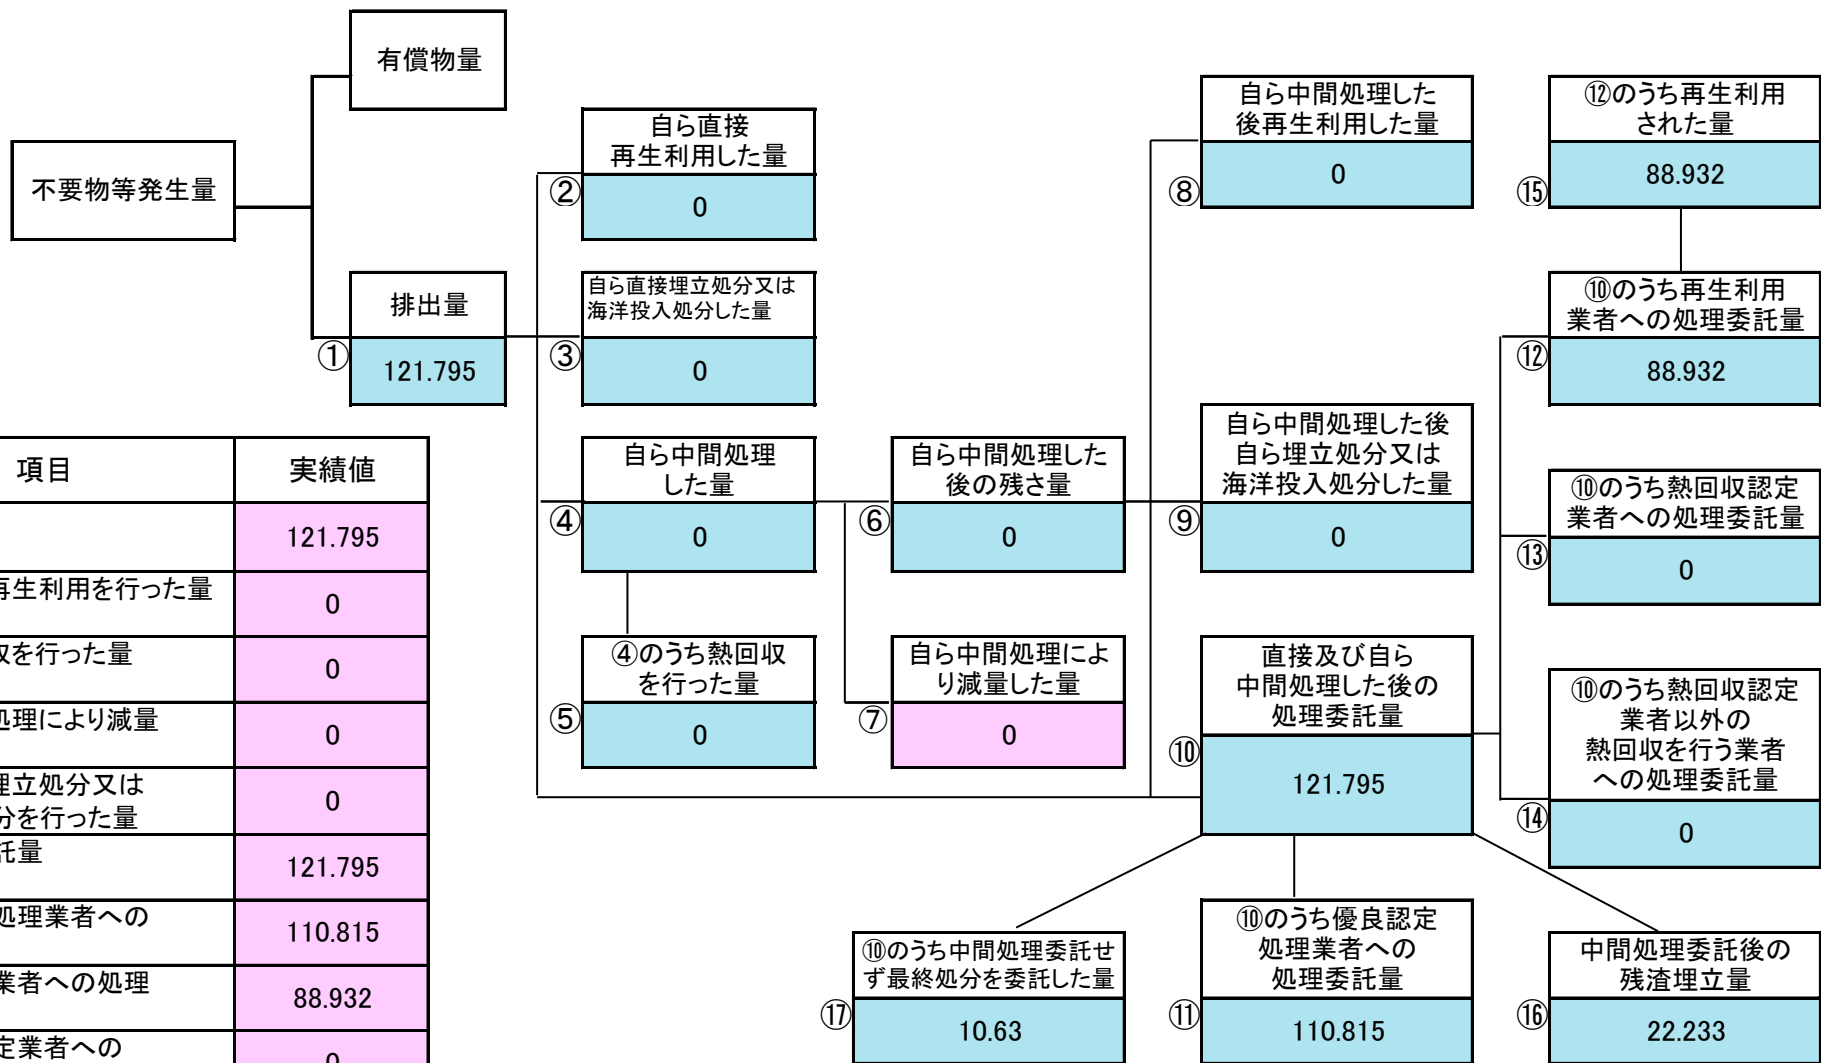 有償物量
不要物等発生量
排出量
①
121.795
自ら直接
再生利用した量
②
0
自ら直接埋立処分又は
海洋投入処分した量
③
0
自ら中間処理
した量
④
0
④のうち熱回収
を行った量
⑤
0
自ら中間処理した
後の残さ量
⑥
0
自ら中間処理によ
り減量した量
⑦
0
自ら中間処理した
後再生利用した量
⑧
0
自ら中間処理した後
自ら埋立処分又は
海洋投入処分した量
⑨
0
直接及び自ら
中間処理した後の
処理委託量
⑩
121.795
⑫のうち再生利用
された量
⑮
88.932
⑩のうち再生利用
業者への処理委託量
⑫
88.932
⑩のうち熱回収認定
業者への処理委託量
⑬
0
⑩のうち熱回収認定
業者以外の
熱回収を行う業者
への処理委託量
⑭
0
⑩のうち中間処理委託せ
ず最終処分を委託した量
⑰
10.63
⑩のうち優良認定
処理業者への
処理委託量
⑪
110.815
中間処理委託後の
残渣埋立量
⑯
22.233
項目 実績値
121.795
再生利用を行った量
0
収を行った量
0
処理により減量
0
埋立処分又は
分を行った量
0
託量
121.795
処理業者への
110.815
業者への処理
88.932
定業者への
0